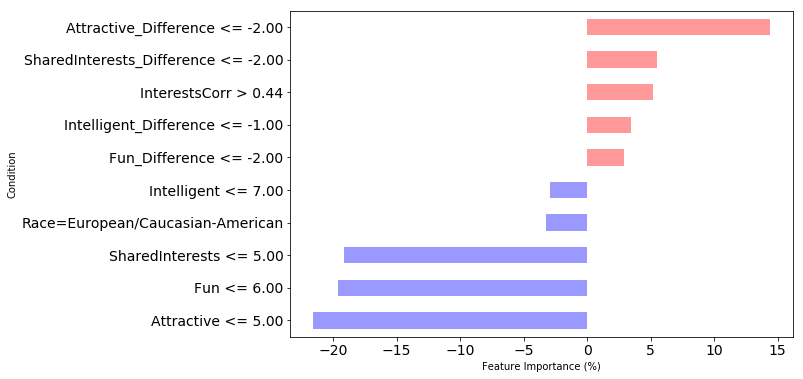 Attractive_Difference <= -2.00
SharedInterests_Difference <= -2.00
InterestsCorr > 0.44
Intelligent_Difference <= -1.00
Fun_Difference <= -2.00
Intelligent <= 7.00
Race=European/Caucasian-American
SharedInterests <= 5.00
Fun <= 6.00
Attractive <= 5.00
Condition
−20 −15 −10 −5 0 5 10 15
Feature Importance (%)